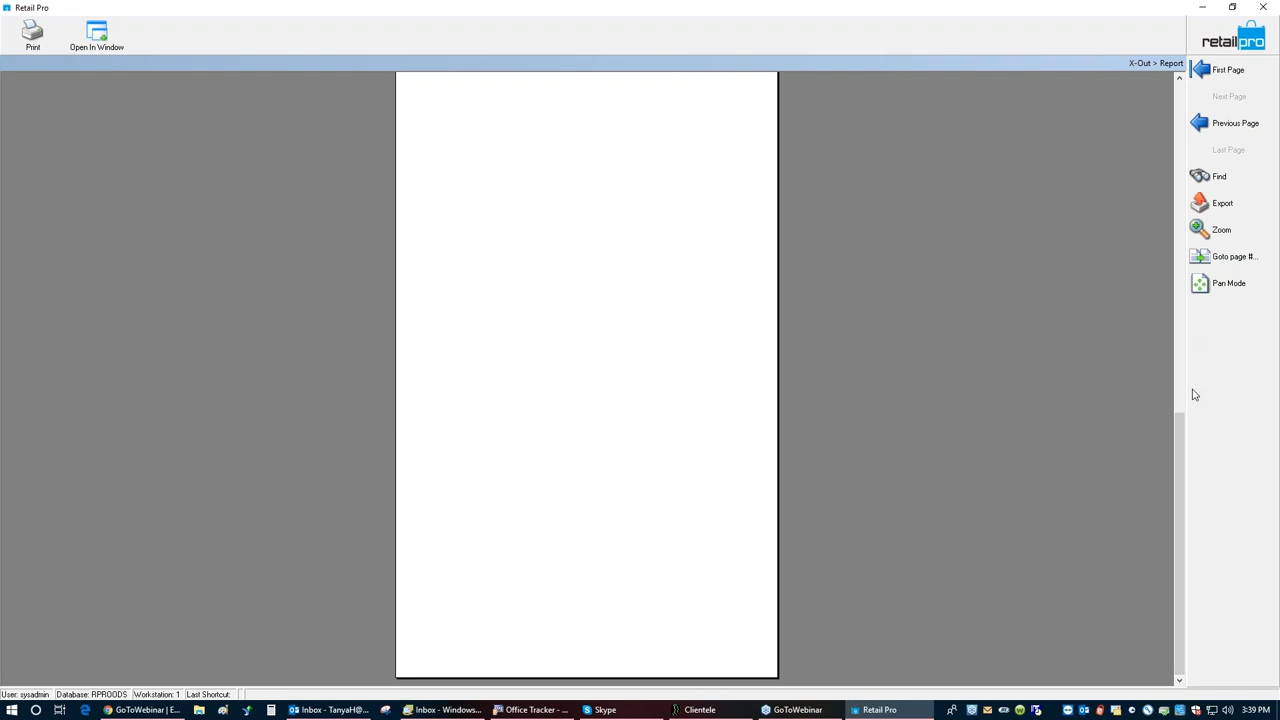 Retail Pro
Print
Open In Window
retailpro
X-Out > Report
First Page
Next Page
Previous Page
Last Page
Find
Export
Zoom
Goto page #...
Pan Mode
User: sysadmin Database: RPROODS Workstation: 1 Last Shortcut:
GoToWebinar | E... Inbox - TanyaH@... Inbox - Windows... Office Tracker - ... Skype Clientele GoToWebinar Retail Pro 3:39 PM